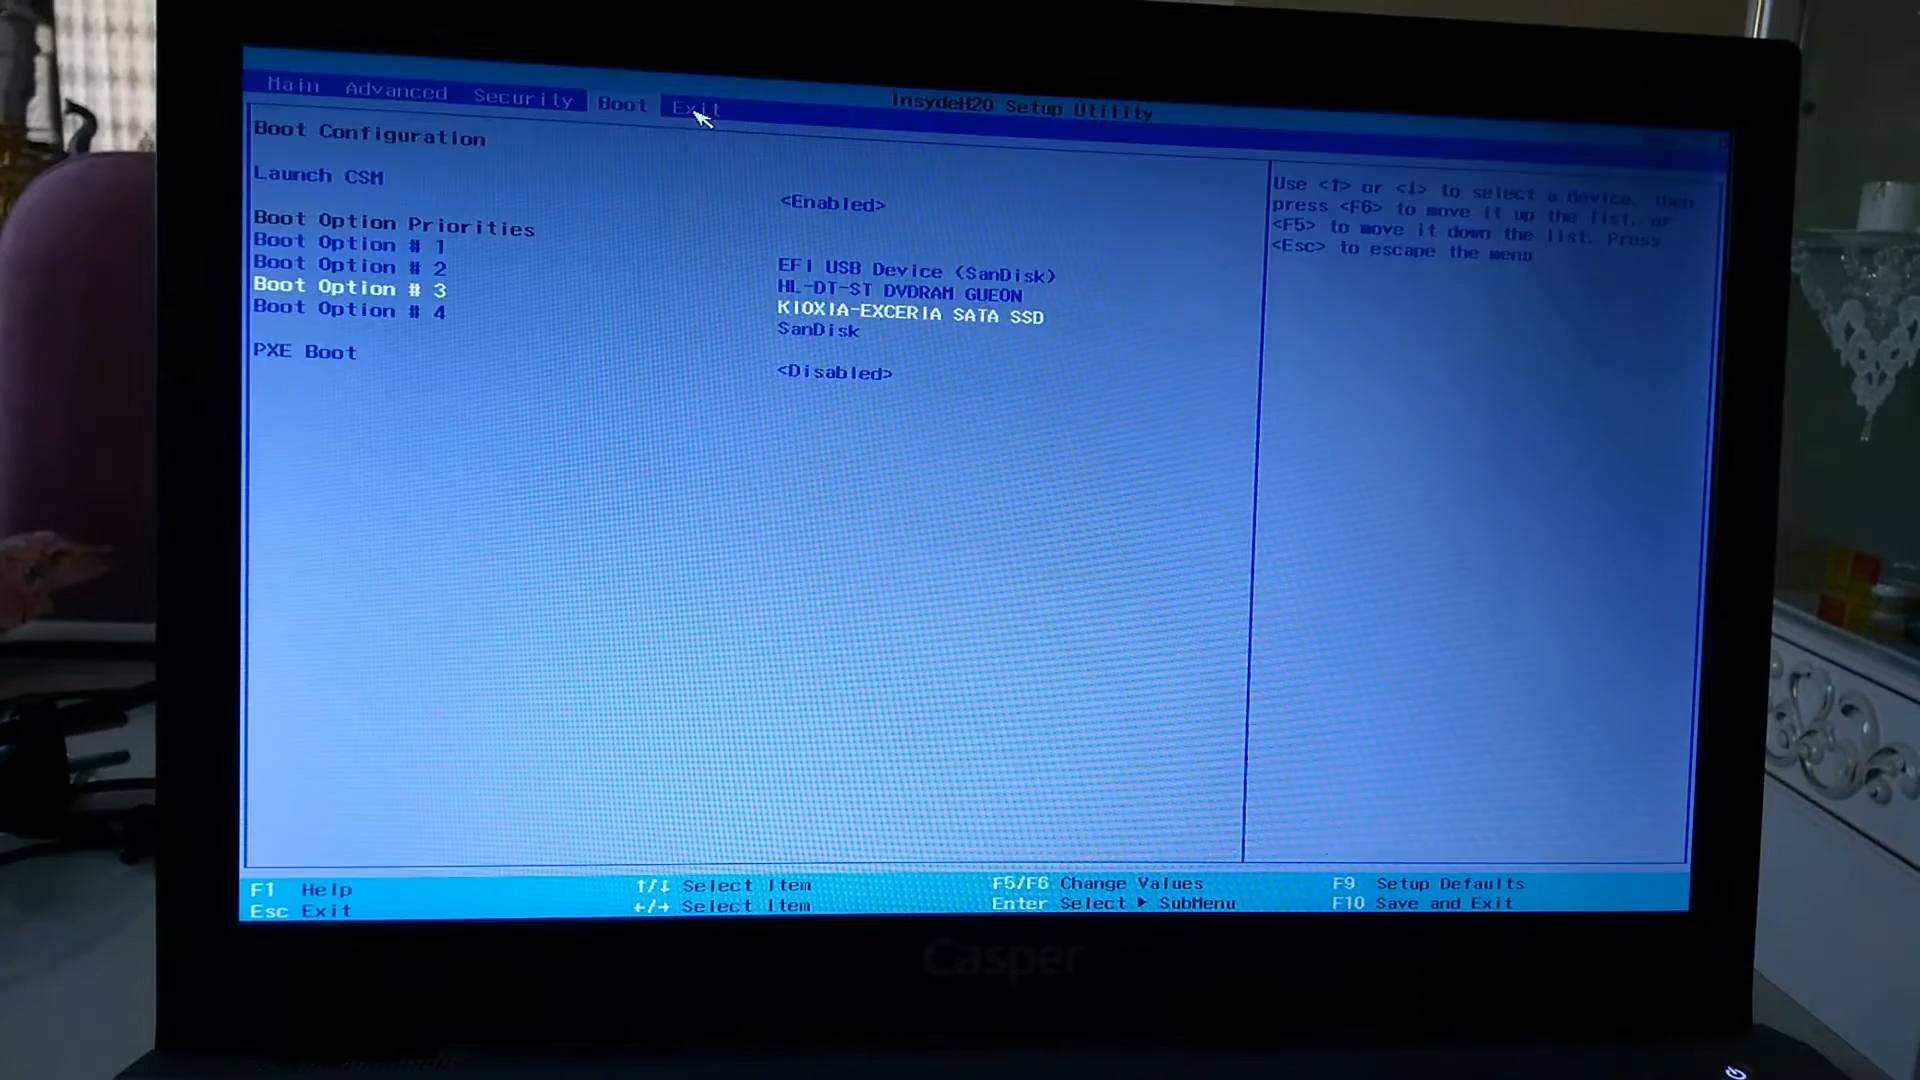 InsydeH20 Setup Utility
Main Advanced Security Boot Exit
Boot Configuration
Launch CSM <Enabled>
Boot Option Priorities
Boot Option # 1 EFI USB Device (SanDisk)
Boot Option # 2 HL-DT-ST DVDRAM GUEON
Boot Option # 3 KIOXIA-EXCERIA SATA SSD
Boot Option # 4 SanDisk
PXE Boot <Disabled>
Use <↑> or <↓> to select a device, then
press <F6> to move it up the list, or
<F5> to move it down the list. Press
<Esc> to escape the menu
F1 Help ↑/↓ Select Item F5/F6 Change Values F9 Setup Defaults
Esc Exit ←/→ Select Item Enter Select ▶ SubMenu F10 Save and Exit
Casper